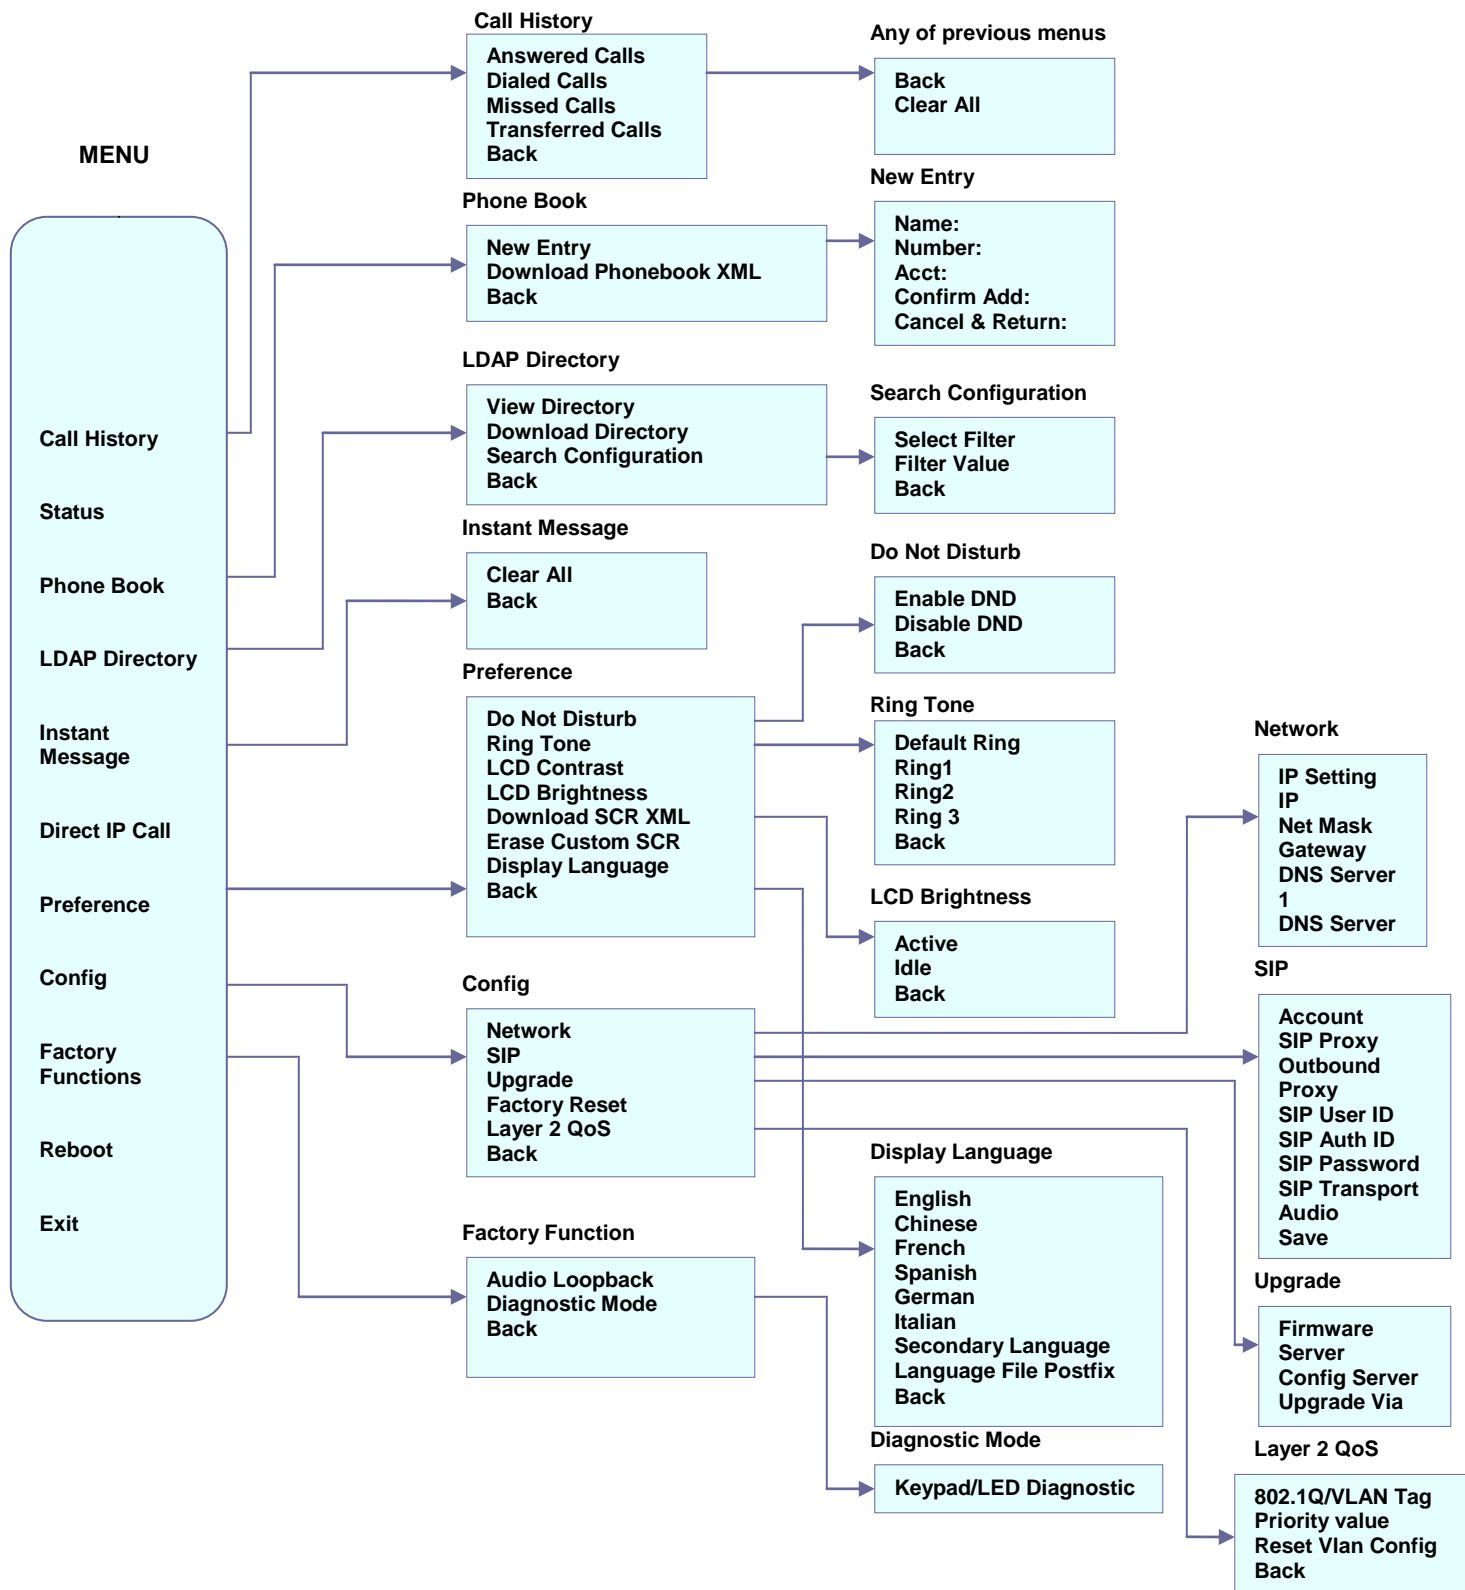 MENU
Call History
Status
Phone Book
LDAP Directory
Instant
Message
Direct IP Call
Preference
Config
Factory
Functions
Reboot
Exit
Call History
Answered Calls
Dialed Calls
Missed Calls
Transferred Calls
Back
Phone Book
New Entry
Download Phonebook XML
Back
LDAP Directory
View Directory
Download Directory
Search Configuration
Back
Instant Message
Clear All
Back
Preference
Do Not Disturb
Ring Tone
LCD Contrast
LCD Brightness
Download SCR XML
Erase Custom SCR
Display Language
Back
Config
Network
SIP
Upgrade
Factory Reset
Layer 2 QoS
Back
Factory Function
Audio Loopback
Diagnostic Mode
Back
Any of previous menus
Back
Clear All
New Entry
Name:
Number:
Acct:
Confirm Add:
Cancel & Return:
Search Configuration
Select Filter
Filter Value
Back
Do Not Disturb
Enable DND
Disable DND
Back
Ring Tone
Default Ring
Ring1
Ring2
Ring 3
Back
LCD Brightness
Active
Idle
Back
Display Language
English
Chinese
French
Spanish
German
Italian
Secondary Language
Language File Postfix
Back
Diagnostic Mode
Keypad/LED Diagnostic
Network
IP Setting
IP
Net Mask
Gateway
DNS Server
1
DNS Server
SIP
Account
SIP Proxy
Outbound
Proxy
SIP User ID
SIP Auth ID
SIP Password
SIP Transport
Audio
Save
Upgrade
Firmware
Server
Config Server
Upgrade Via
Layer 2 QoS
802.1Q/VLAN Tag
Priority value
Reset Vlan Config
Back